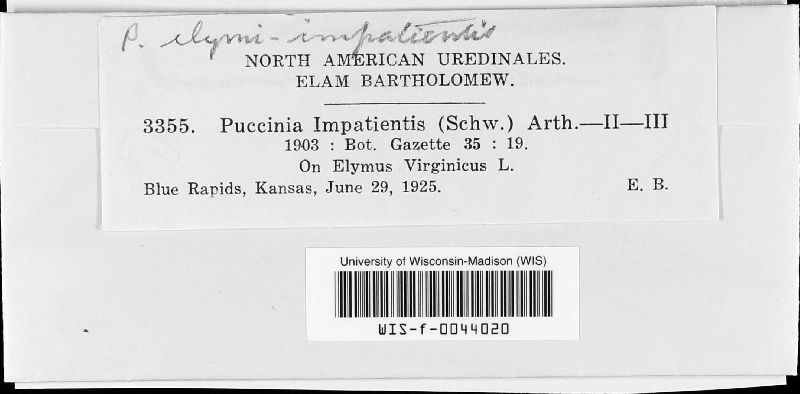 P. elymi-impatientis
NORTH AMERICAN UREDINALES.
ELAM BARTHOLOMEW.
3355. Puccinia Impatientis (Schw.) Arth.—II—III
1903 : Bot. Gazette 35 : 19.
On Elymus Virginicus L.
Blue Rapids, Kansas, June 29, 1925. E. B.
University of Wisconsin-Madison (WIS)
WIS-f-0044020